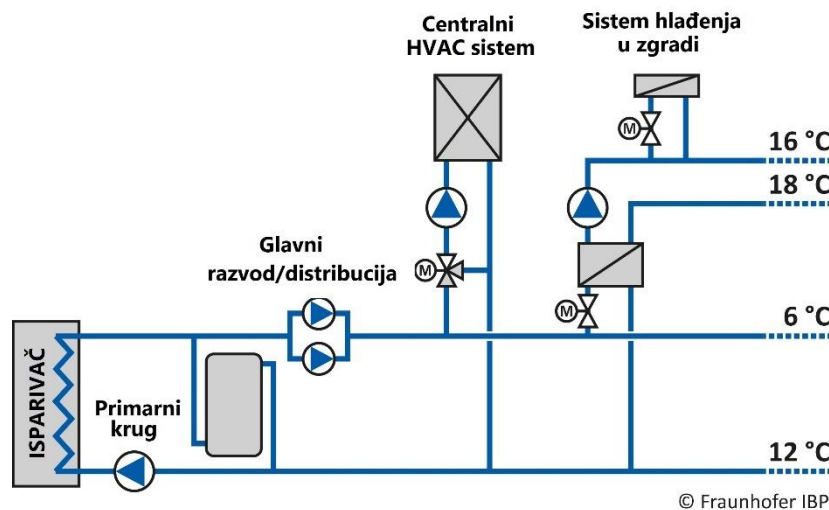 Centralni
HVAC sistem
Sistem hlađenja
u zgradi
M
16 °C
18 °C
Glavni
razvod/distribucija
M
M
6 °C
ISPARIVAČ
Primarni
krug
12 °C
© Fraunhofer IBP